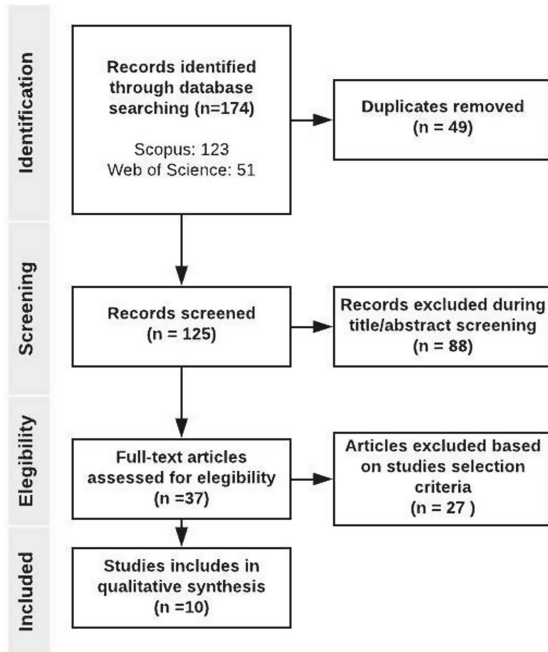 Identification
Records identified
through database
searching (n=174)
Scopus: 123
Web of Science: 51
Duplicates removed
(n = 49)
Screening
Records screened
(n = 125)
Records excluded during
title/abstract screening
(n = 88)
Elegibility
Full-text articles
assessed for elegibility
(n =37)
Articles excluded based
on studies selection
criteria
(n = 27 )
Included
Studies includes in
qualitative synthesis
(n =10)